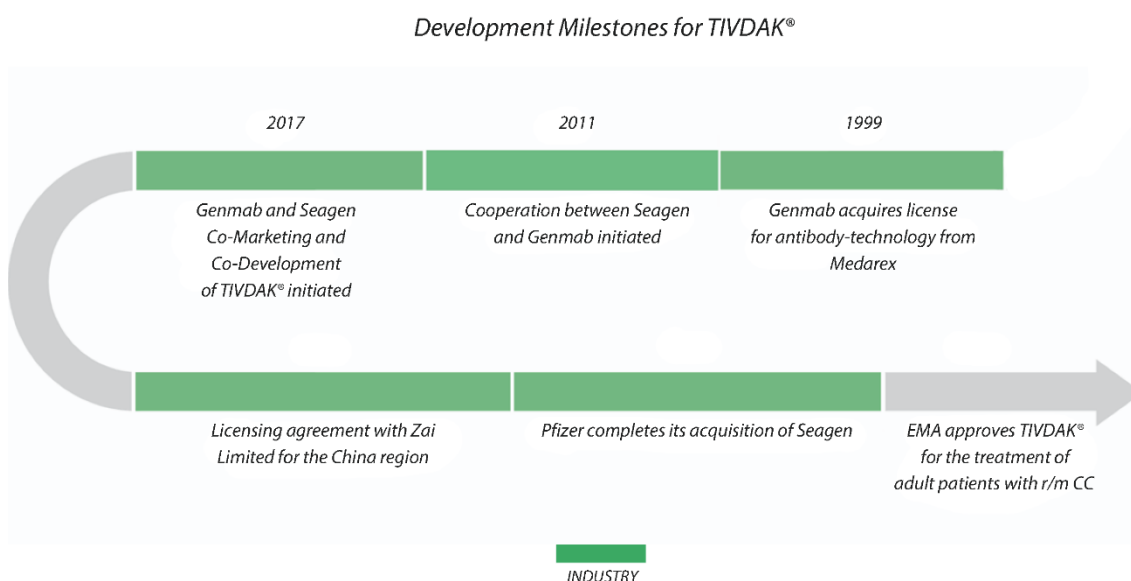 Development Milestones for TIVDAK®
2017
2011
1999
Genmab and Seagen
Co-Marketing and
Co-Development
of TIVDAK® initiated
Cooperation between Seagen
and Genmab initiated
Genmab acquires license
for antibody-technology from
Medarex
Licensing agreement with Zai
Limited for the China region
Pfizer completes its acquisition of Seagen
EMA approves TIVDAK®
for the treatment of
adult patients with r/m CC
INDUSTRY